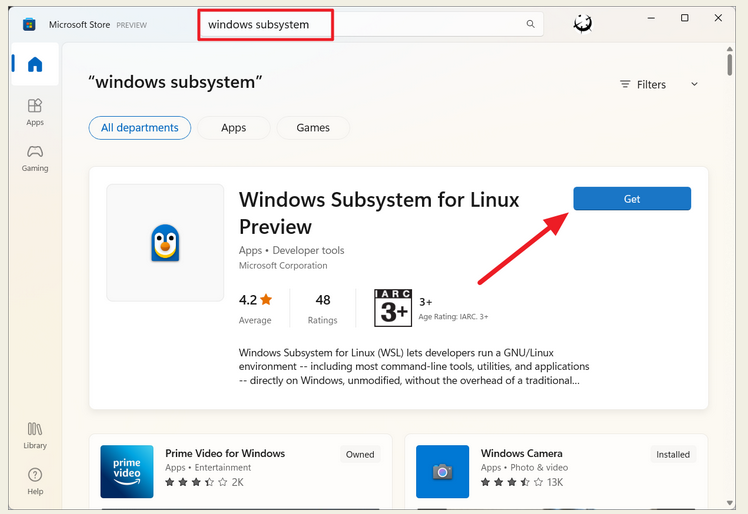 Microsoft Store PREVIEW
windows subsystem
“windows subsystem”
Filters
Apps
Gaming
All departments
Apps
Games
Windows Subsystem for Linux
Preview
Get
Apps • Developer tools
Microsoft Corporation
4.2
Average
48
Ratings
IARC
3+
3+
Age Rating: IARC. 3+
Windows Subsystem for Linux (WSL) lets developers run a GNU/Linux
environment -- including most command-line tools, utilities, and applications
-- directly on Windows, unmodified, without the overhead of a traditional...
Library
Help
prime
video
Prime Video for Windows
Owned
Apps • Entertainment
2K
Windows Camera
Installed
Apps • Photo & video
13K